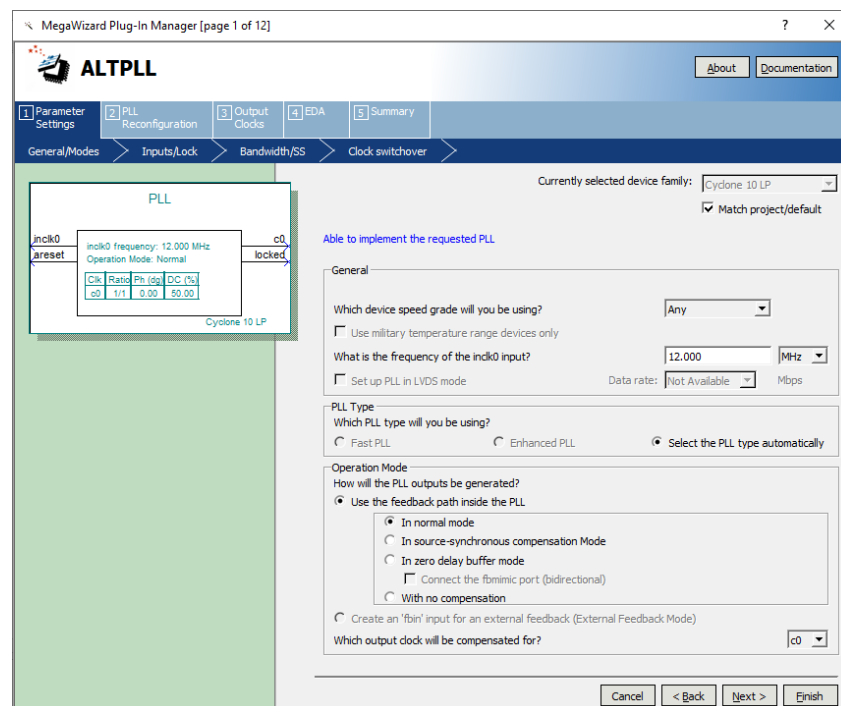 MegaWizard Plug-In Manager [page 1 of 12]
? ×
ALTPLL
About Documentation
1 Parameter Settings
2 PLL Reconfiguration
3 Output Clocks
4 EDA
5 Summary
General/Modes Inputs/Lock Bandwidth/SS Clock switchover
PLL
inclk0
areset
c0
locked
inclk0 frequency: 12.000 MHz
Operation Mode: Normal
Clk Ratio Ph (dg) DC (%)
c0 1/1 0.00 50.00
Cyclone 10 LP
Currently selected device family: Cyclone 10 LP
Match project/default
Able to implement the requested PLL
General
Which device speed grade will you be using? Any
Use military temperature range devices only
What is the frequency of the inclk0 input? 12.000 MHz
Set up PLL in LVDS mode Data rate: Not Available Mbps
PLL Type
Which PLL type will you be using?
Fast PLL Enhanced PLL Select the PLL type automatically
Operation Mode
How will the PLL outputs be generated?
Use the feedback path inside the PLL
In normal mode
In source-synchronous compensation Mode
In zero delay buffer mode
Connect the fbmimic port (bidirectional)
With no compensation
Create an 'fbin' input for an external feedback (External Feedback Mode)
Which output clock will be compensated for? c0
Cancel < Back Next > Finish